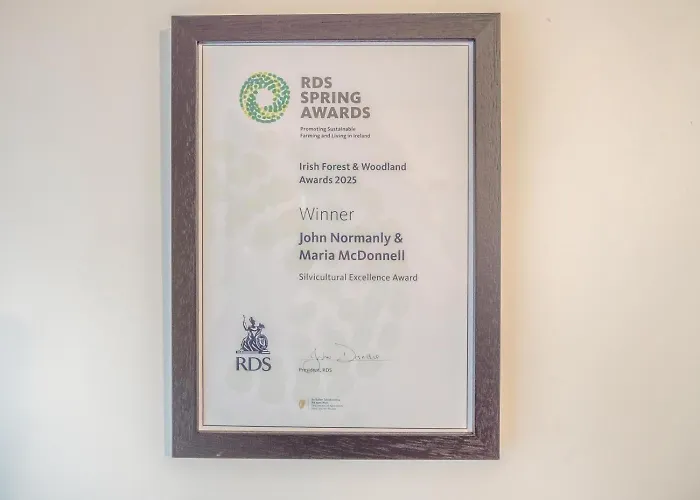 RDS
SPRING
AWARDS
Promoting Sustainable
Farming and Living in Ireland
Irish Forest & Woodland
Awards 2025
Winner
John Normanly &
Maria McDonnell
Silvicultural Excellence Award
RDS
President, RDS